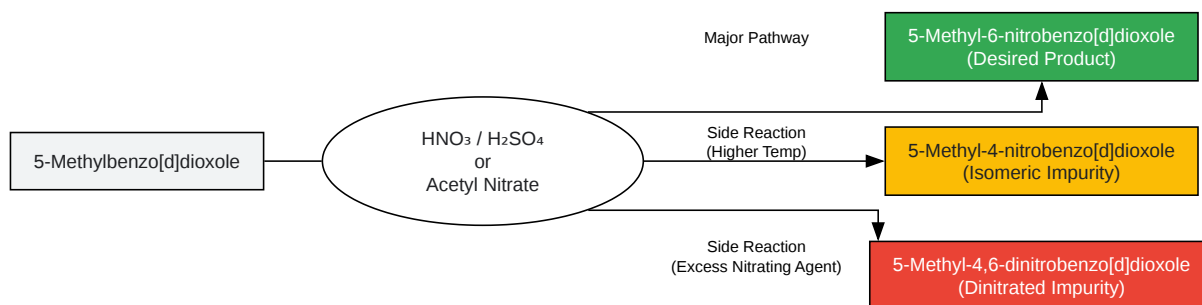 5-Methylbenzo[d]dioxole
HNO₃ / H₂SO₄
or
Acetyl Nitrate
Major Pathway
5-Methyl-6-nitrobenzo[d]dioxole
(Desired Product)
Side Reaction
(Higher Temp)
5-Methyl-4-nitrobenzo[d]dioxole
(Isomeric Impurity)
Side Reaction
(Excess Nitrating Agent)
5-Methyl-4,6-dinitrobenzo[d]dioxole
(Dinitrated Impurity)